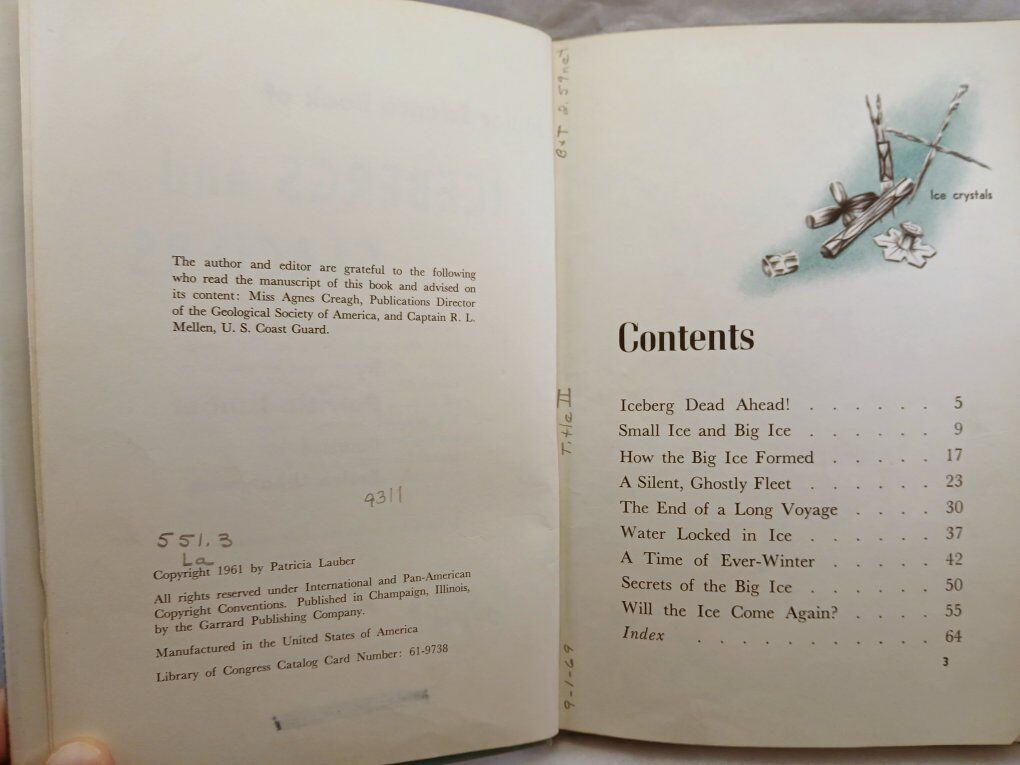 The author and editor are grateful to the following
who read the manuscript of this book and advised on
its content: Miss Agnes Creagh, Publications Director
of the Geological Society of America, and Captain R. L.
Mellen, U. S. Coast Guard.
9311
551.3
La
Copyright 1961 by Patricia Lauber
All rights reserved under International and Pan-American
Copyright Conventions. Published in Champaign, Illinois,
by the Garrard Publishing Company.
Manufactured in the United States of America
Library of Congress Catalog Card Number: 61-9738
B+T 2.59net
Title II
9-1-69
Ice crystals
Contents
Iceberg Dead Ahead! . . . . . . 5
Small Ice and Big Ice . . . . . . 9
How the Big Ice Formed . . . . . 17
A Silent, Ghostly Fleet . . . . . . 23
The End of a Long Voyage . . . . 30
Water Locked in Ice . . . . . . 37
A Time of Ever-Winter . . . . . 42
Secrets of the Big Ice . . . . . . 50
Will the Ice Come Again? . . . . 55
Index . . . . . . . . . . . 64
3